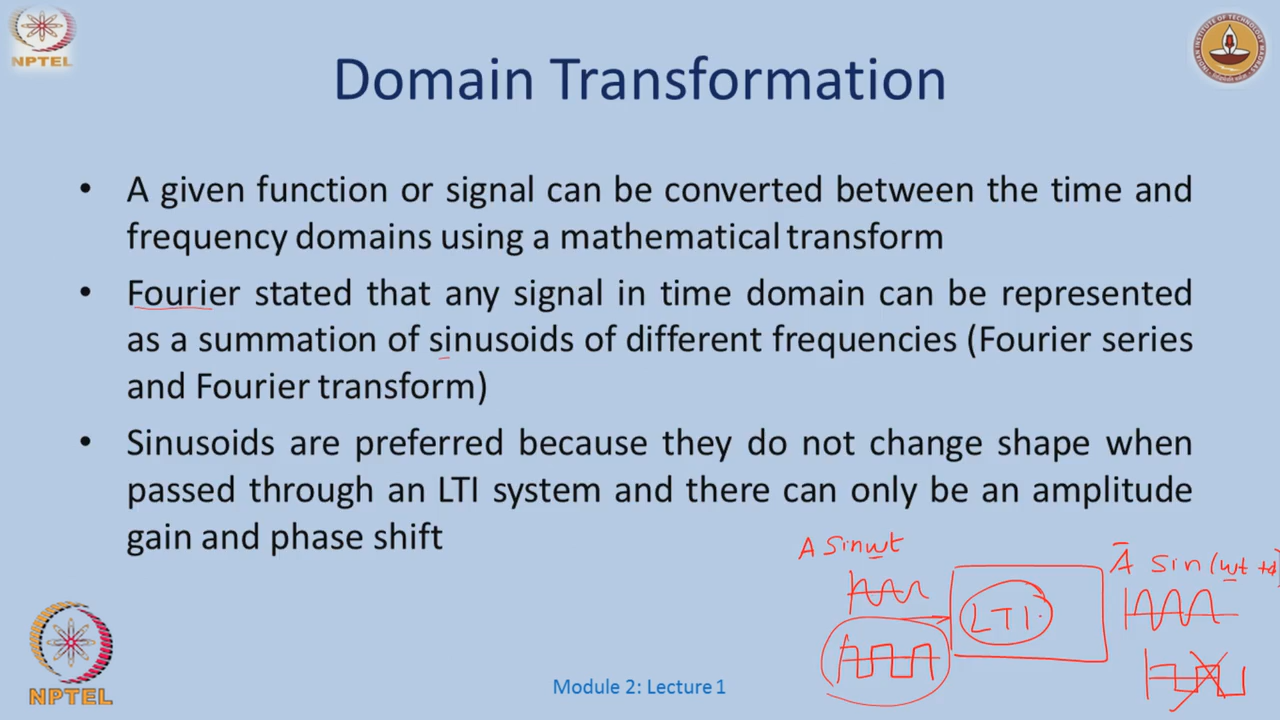 NPTEL
Domain Transformation
• A given function or signal can be converted between the time and
frequency domains using a mathematical transform
• Fourier stated that any signal in time domain can be represented
as a summation of sinusoids of different frequencies (Fourier series
and Fourier transform)
• Sinusoids are preferred because they do not change shape when
passed through an LTI system and there can only be an amplitude
gain and phase shift
A sinωt
Ā sin(ωt +ϕ)
LTI
NPTEL
Module 2: Lecture 1